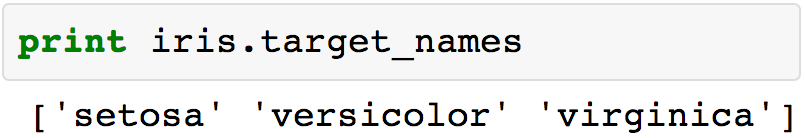 print iris.target_names
['setosa' 'versicolor' 'virginica']